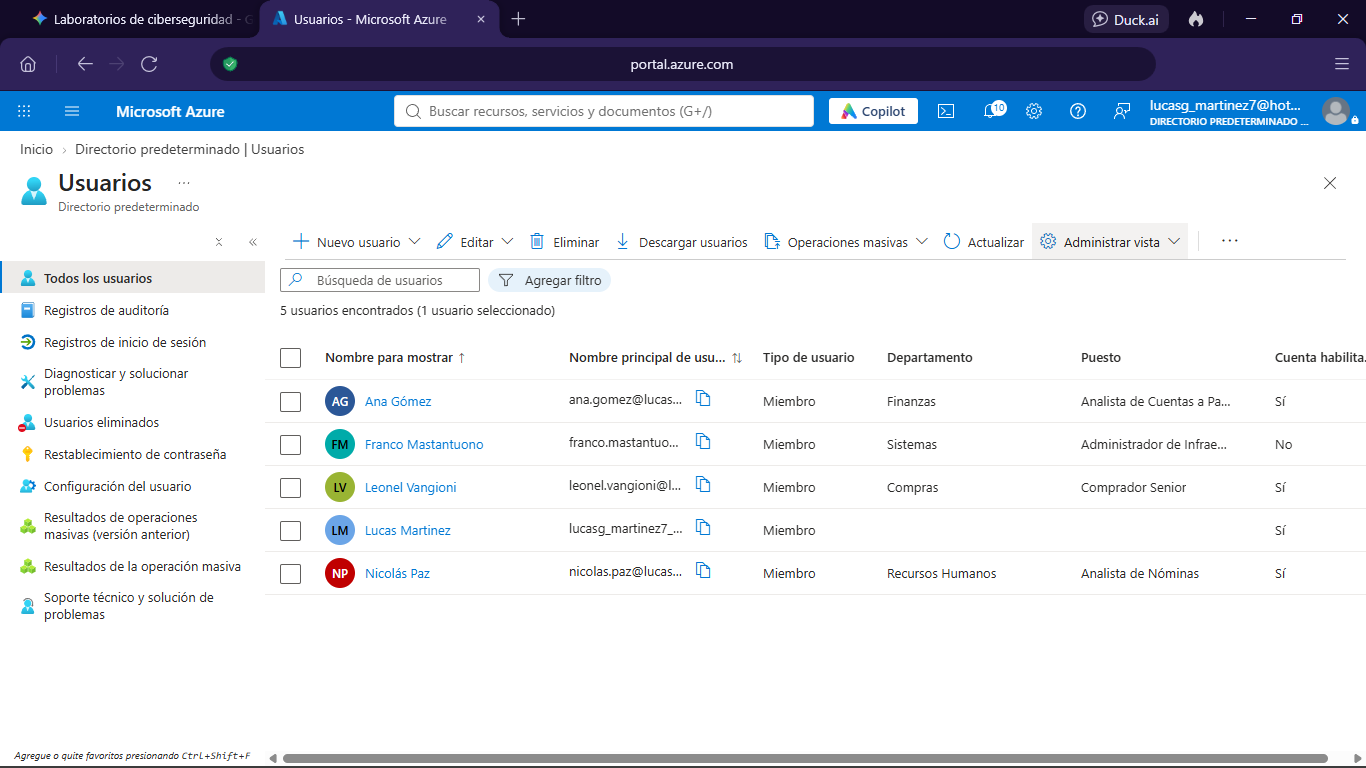 Laboratorios de ciberseguridad - G
Usuarios - Microsoft Azure
Duck.ai
portal.azure.com
Microsoft Azure
Buscar recursos, servicios y documentos (G+/)
Copilot
10
lucasg_martinez7@hot...
DIRECTORIO PREDETERMINADO ...
Inicio > Directorio predeterminado | Usuarios
Usuarios ...
Directorio predeterminado
Nuevo usuario
Editar
Eliminar
Descargar usuarios
Operaciones masivas
Actualizar
Administrar vista
...
Todos los usuarios
Registros de auditoría
Registros de inicio de sesión
Diagnosticar y solucionar
problemas
Usuarios eliminados
Restablecimiento de contraseña
Configuración del usuario
Resultados de operaciones
masivas (versión anterior)
Resultados de la operación masiva
Soporte técnico y solución de
problemas
Búsqueda de usuarios
Agregar filtro
5 usuarios encontrados (1 usuario seleccionado)
Nombre para mostrar ↑ Nombre principal de usu... ↑↓ Tipo de usuario Departamento Puesto Cuenta habilita.
AG Ana Gómez ana.gomez@lucas... Miembro Finanzas Analista de Cuentas a Pa... Sí
FM Franco Mastantuono franco.mastantuo... Miembro Sistemas Administrador de Infrae... No
LV Leonel Vangioni leonel.vangioni@l... Miembro Compras Comprador Senior Sí
LM Lucas Martinez lucasg_martinez7_... Miembro Sí
NP Nicolás Paz nicolas.paz@lucas... Miembro Recursos Humanos Analista de Nóminas Sí
Agregue o quite favoritos presionando Ctrl+Shift+F